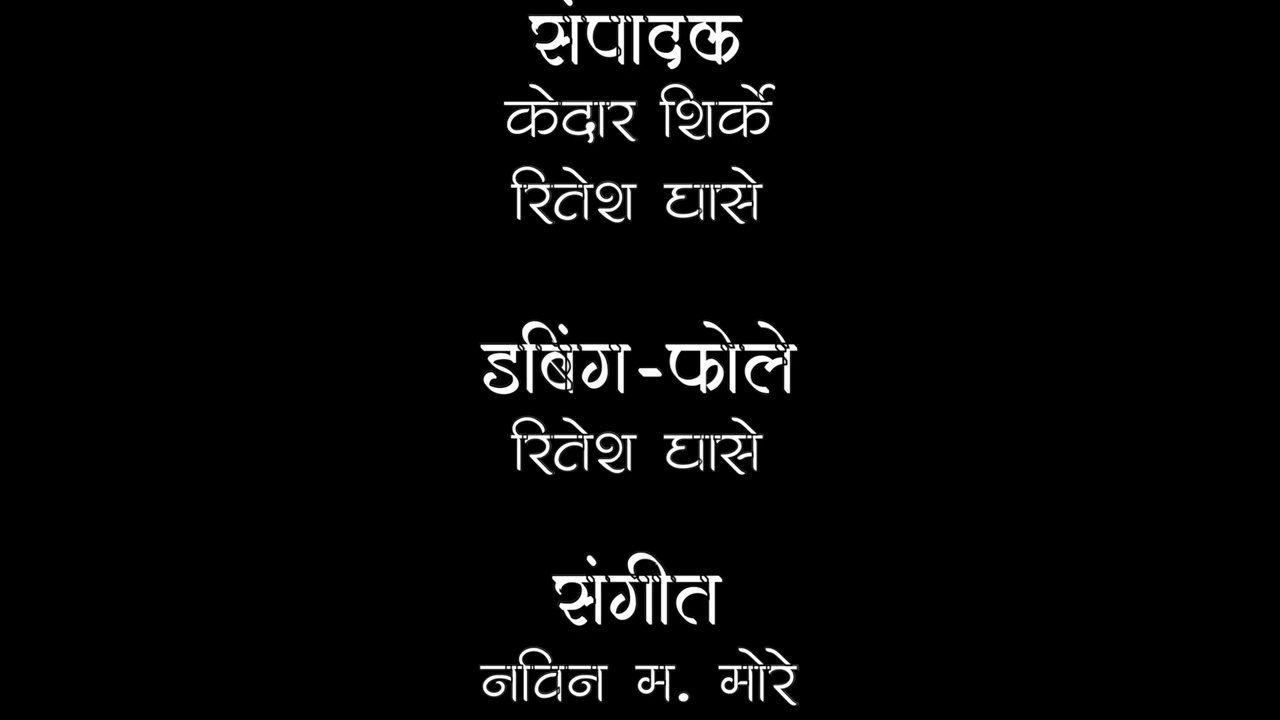 संपादक
केदार शिर्के
रितेश घासे
डबिंग-फोले
रितेश घासे
संगीत
नविन म. मोरे